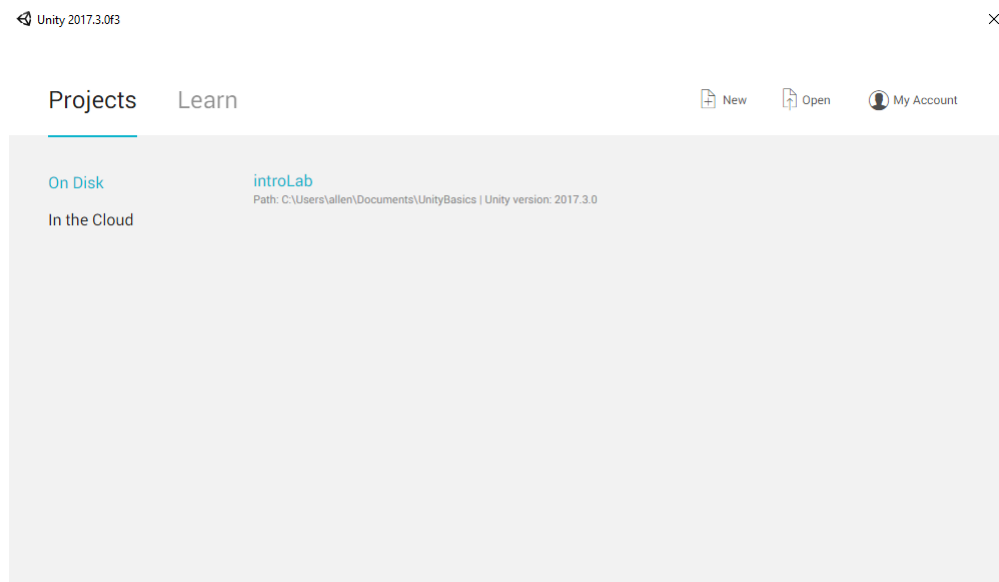 Unity 2017.3.0f3
Projects Learn New Open My Account
On Disk
In the Cloud
introLab
Path: C:\Users\allen\Documents\UnityBasics | Unity version: 2017.3.0